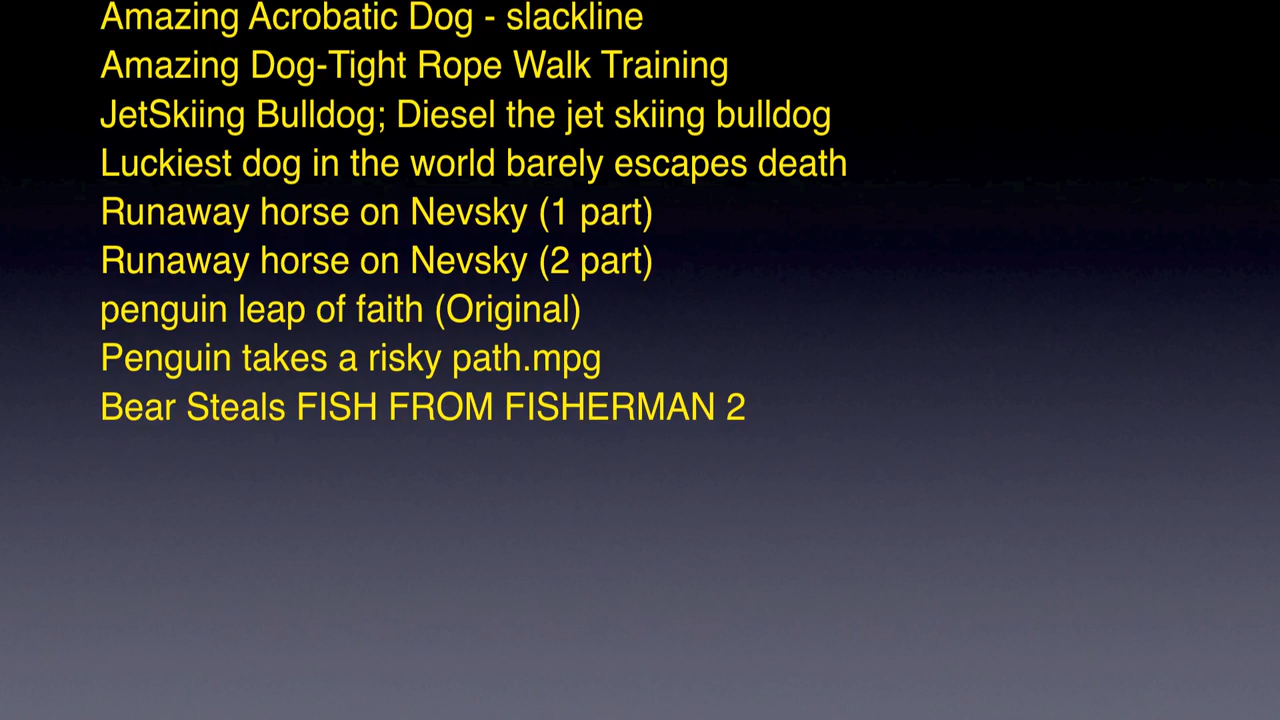 Amazing Acrobatic Dog - slackline
Amazing Dog-Tight Rope Walk Training
JetSkiing Bulldog; Diesel the jet skiing bulldog
Luckiest dog in the world barely escapes death
Runaway horse on Nevsky (1 part)
Runaway horse on Nevsky (2 part)
penguin leap of faith (Original)
Penguin takes a risky path.mpg
Bear Steals FISH FROM FISHERMAN 2